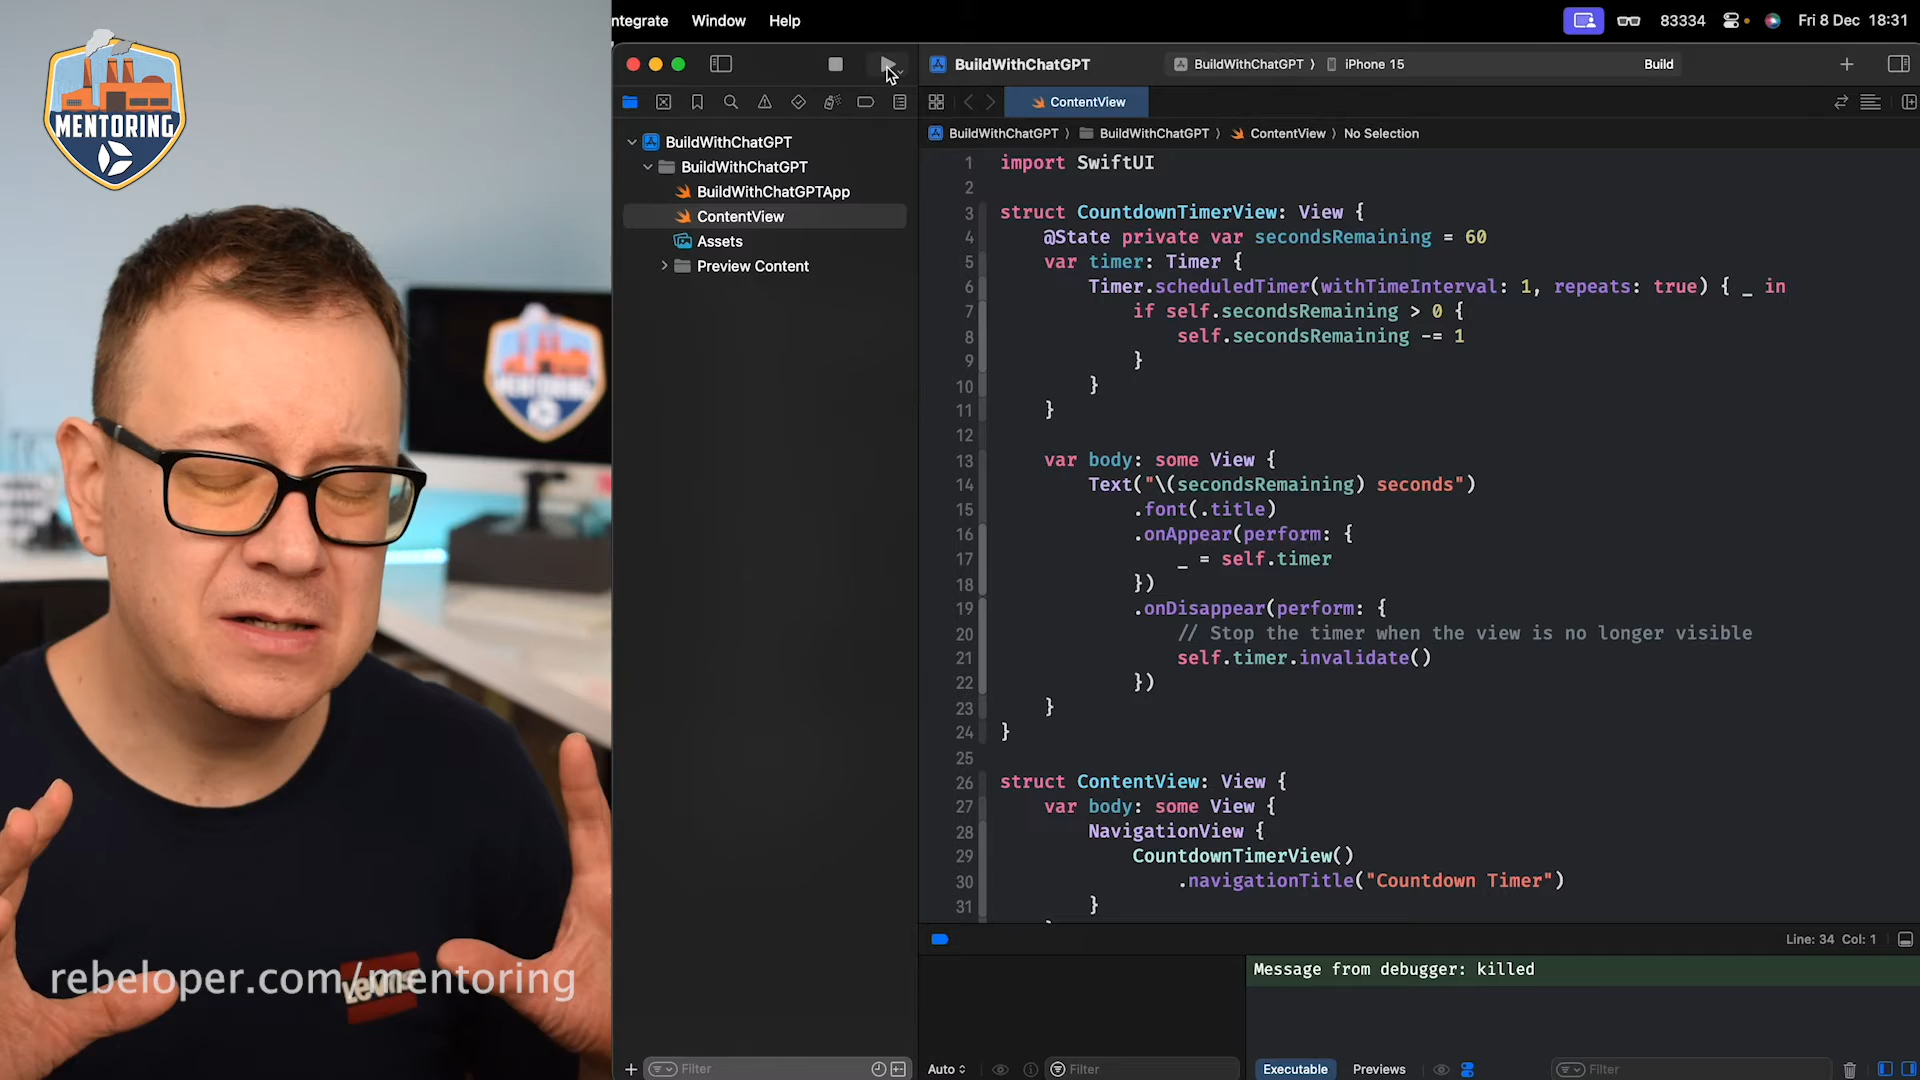 MENTORING
MENTORING
Levi's
rebeloper.com/mentoring
ntegrate Window Help
83334 Fri 8 Dec 18:31
BuildWithChatGPT
BuildWithChatGPT
BuildWithChatGPTApp
ContentView
Assets
Preview Content
Filter
BuildWithChatGPT BuildWithChatGPT iPhone 15 Build
ContentView
BuildWithChatGPT BuildWithChatGPT ContentView No Selection
1 import SwiftUI
2
3 struct CountdownTimerView: View {
4 @State private var secondsRemaining = 60
5 var timer: Timer {
6 Timer.scheduledTimer(withTimeInterval: 1, repeats: true) { _ in
7 if self.secondsRemaining > 0 {
8 self.secondsRemaining -= 1
9 }
10 }
11 }
12
13 var body: some View {
14 Text("\(secondsRemaining) seconds")
15 .font(.title)
16 .onAppear(perform: {
17 _ = self.timer
18 })
19 .onDisappear(perform: {
20 // Stop the timer when the view is no longer visible
21 self.timer.invalidate()
22 })
23 }
24 }
25
26 struct ContentView: View {
27 var body: some View {
28 NavigationView {
29 CountdownTimerView()
30 .navigationTitle("Countdown Timer")
31 }
Line: 34 Col: 1
Message from debugger: killed
Auto Filter
Executable Previews Filter